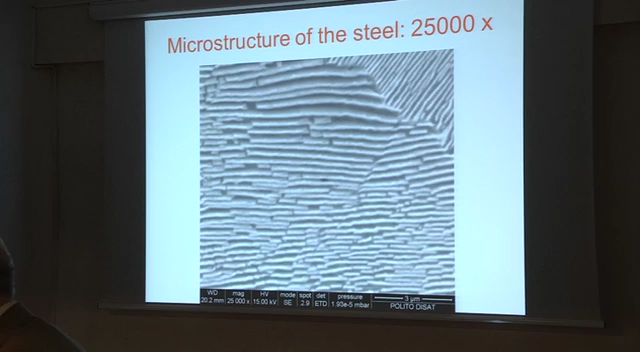 Microstructure of the steel: 25000 x
WD mag HV mode spot det pressure
20.2 mm 25 000 x 15.00 kV SE 2.9 ETD 1.93e-5 mbar
3 µm
POLITO DISAT